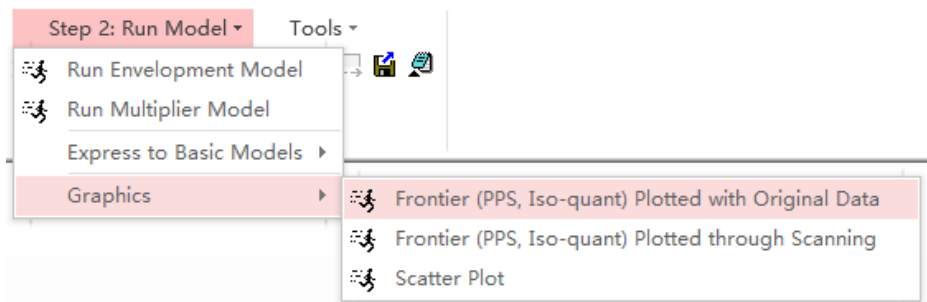 Step 2: Run Model Tools
Run Envelopment Model
Run Multiplier Model
Express to Basic Models
Graphics
Frontier (PPS, Iso-quant) Plotted with Original Data
Frontier (PPS, Iso-quant) Plotted through Scanning
Scatter Plot